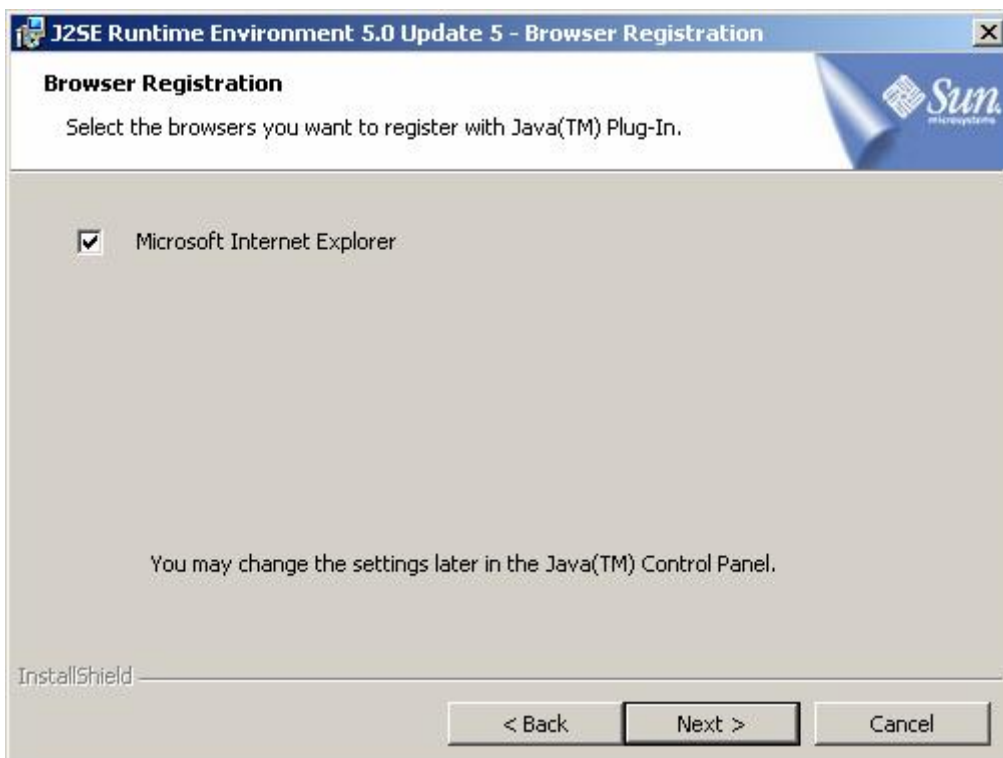 J2SE Runtime Environment 5.0 Update 5 - Browser Registration
Browser Registration
Select the browsers you want to register with Java(TM) Plug-In.
Sun.
microsystems
Microsoft Internet Explorer
You may change the settings later in the Java(TM) Control Panel.
InstallShield
< Back
Next >
Cancel